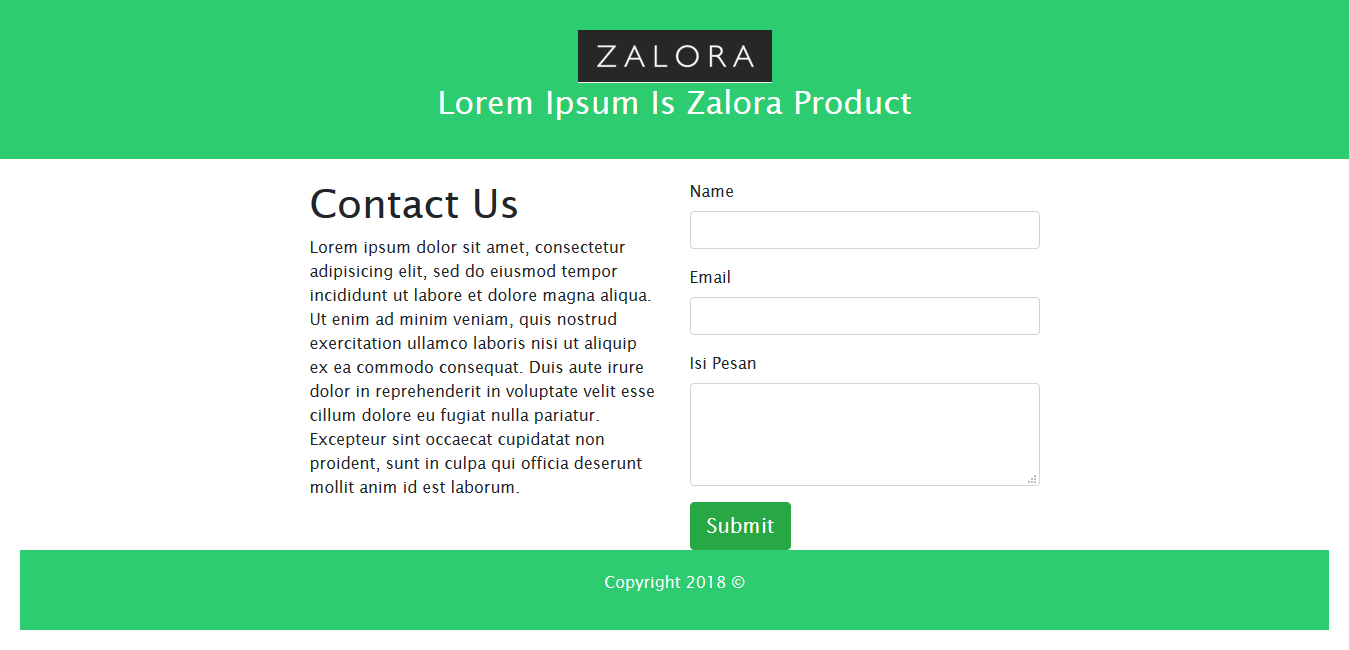 ZALORA
Lorem Ipsum Is Zalora Product
Contact Us
Lorem ipsum dolor sit amet, consectetur
adipisicing elit, sed do eiusmod tempor
incididunt ut labore et dolore magna aliqua.
Ut enim ad minim veniam, quis nostrud
exercitation ullamco laboris nisi ut aliquip
ex ea commodo consequat. Duis aute irure
dolor in reprehenderit in voluptate velit esse
cillum dolore eu fugiat nulla pariatur.
Excepteur sint occaecat cupidatat non
proident, sunt in culpa qui officia deserunt
mollit anim id est laborum.
Name
Email
Isi Pesan
Submit
Copyright 2018 ©